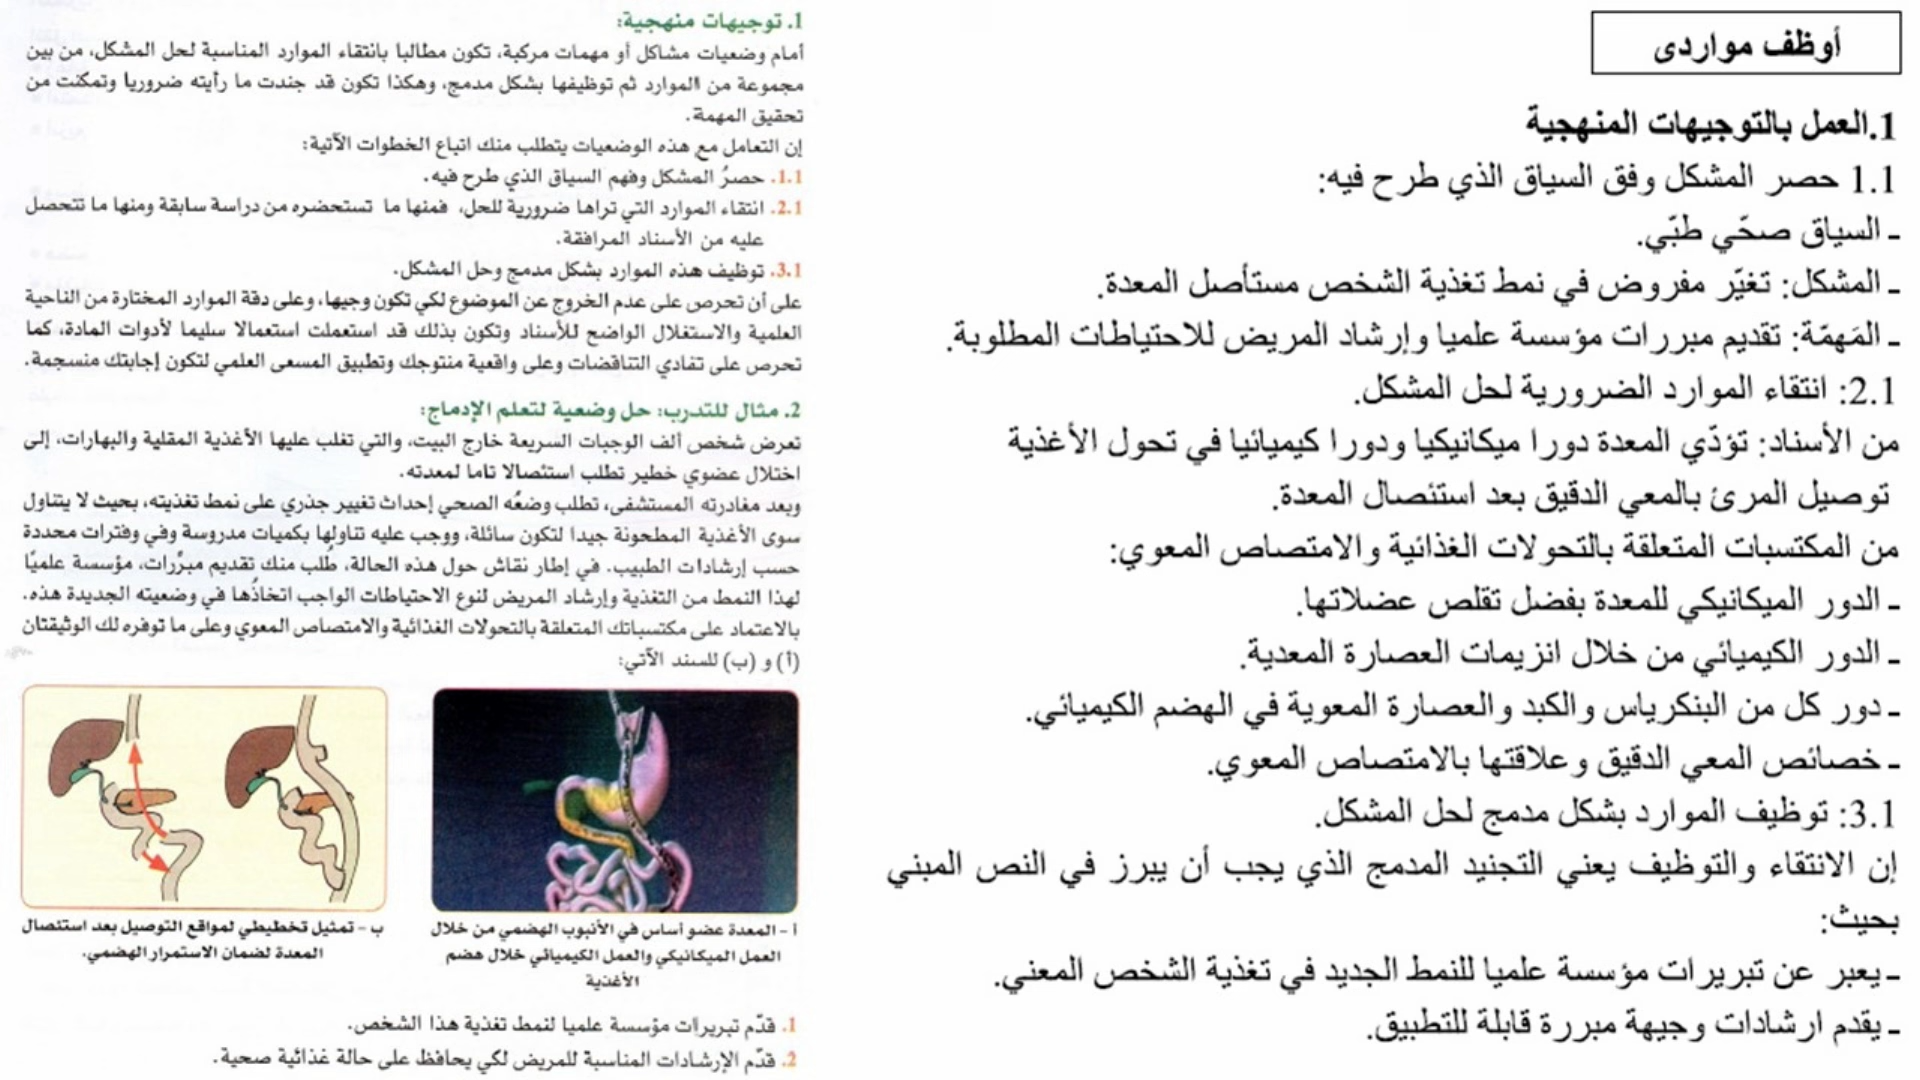 أوظف مواردي
1.العمل بالتوجيهات المنهجية
1.1 حصر المشكل وفق السياق الذي طرح فيه:
ـ السياق صحّي طبّي.
ـ المشكل: تغيّر مفروض في نمط تغذية الشخص مستأصل المعدة.
ـ المَهمّة: تقديم مبررات مؤسسة علميا وإرشاد المريض للاحتياطات المطلوبة.
2.1: انتقاء الموارد الضرورية لحل المشكل.
من الأسناد: تؤدّي المعدة دورا ميكانيكيا ودورا كيميائيا في تحول الأغذية
توصيل المرئ بالمعي الدقيق بعد استئصال المعدة.
من المكتسبات المتعلقة بالتحولات الغذائية والامتصاص المعوي:
ـ الدور الميكانيكي للمعدة بفضل تقلص عضلاتها.
ـ الدور الكيميائي من خلال انزيمات العصارة المعدية.
ـ دور كل من البنكرياس والكبد والعصارة المعوية في الهضم الكيميائي.
ـ خصائص المعي الدقيق وعلاقتها بالامتصاص المعوي.
3.1: توظيف الموارد بشكل مدمج لحل المشكل.
إن الانتقاء والتوظيف يعني التجنيد المدمج الذي يجب أن يبرز في النص المبني
بحيث:
ـ يعبر عن تبريرات مؤسسة علميا للنمط الجديد في تغذية الشخص المعني.
ـ يقدم ارشادات وجيهة مبررة قابلة للتطبيق.
1. توجيهات منهجية:
أمام وضعيات مشاكل أو مهمات مركبة، تكون مطالبا بانتقاء الموارد المناسبة لحل المشكل، من بين
مجموعة من الموارد ثم توظيفها بشكل مدمج، وهكذا تكون قد جندت ما رأيته ضروريا وتمكنت من
تحقيق المهمة.
إن التعامل مع هذه الوضعيات يتطلب منك اتباع الخطوات الآتية:
1.1. حصرُ المشكل وفهم السياق الذي طرح فيه.
2.1. انتقاء الموارد التي تراها ضرورية للحل، فمنها ما تستحضره من دراسة سابقة ومنها ما تتحصل
عليه من الأسناد المرافقة.
3.1. توظيف هذه الموارد بشكل مدمج وحل المشكل.
على أن تحرص على عدم الخروج عن الموضوع لكي تكون وجيها، وعلى دقة الموارد المختارة من الناحية
العلمية والاستغلال الواضح للأسناد وتكون بذلك قد استعملت استعمالا سليما لأدوات المادة، كما
تحرص على تفادي التناقضات وعلى واقعية منتوجك وتطبيق المسعى العلمي لتكون إجابتك منسجمة.
2. مثال للتدرب: حل وضعية لتعلم الإدماج:
تعرض شخص ألف الوجبات السريعة خارج البيت، والتي تغلب عليها الأغذية المقلية والبهارات، إلى
اختلال عضوي خطير تطلب استئصالا تاما لمعدته.
وبعد مغادرته المستشفى، تطلب وضعُه الصحي إحداث تغيير جذري على نمط تغذيته، بحيث لا يتناول
سوى الأغذية المطحونة جيدا لتكون سائلة، ووجب عليه تناولها بكميات مدروسة وفي وفترات محددة
حسب إرشادات الطبيب. في إطار نقاش حول هذه الحالة، طُلب منك تقديم مبرَّرات، مؤسسة علميًا
لهذا النمط من التغذية وإرشاد المريض لنوع الاحتياطات الواجب اتخاذُها في وضعيته الجديدة هذه.
بالاعتماد على مكتسباتك المتعلقة بالتحولات الغذائية والامتصاص المعوي وعلى ما توفره لك الوثيقتان
(أ) و (ب) للسند الآتي:
أ - المعدة عضو أساس في الأنبوب الهضمي من خلال
العمل الميكانيكي والعمل الكيميائي خلال هضم
الأغذية
ب - تمثيل تخطيطي لمواقع التوصيل بعد استئصال
المعدة لضمان الاستمرار الهضمي.
1. قدّم تبريرات مؤسسة علميا لنمط تغذية هذا الشخص.
2. قدّم الإرشادات المناسبة للمريض لكي يحافظ على حالة غذائية صحية.